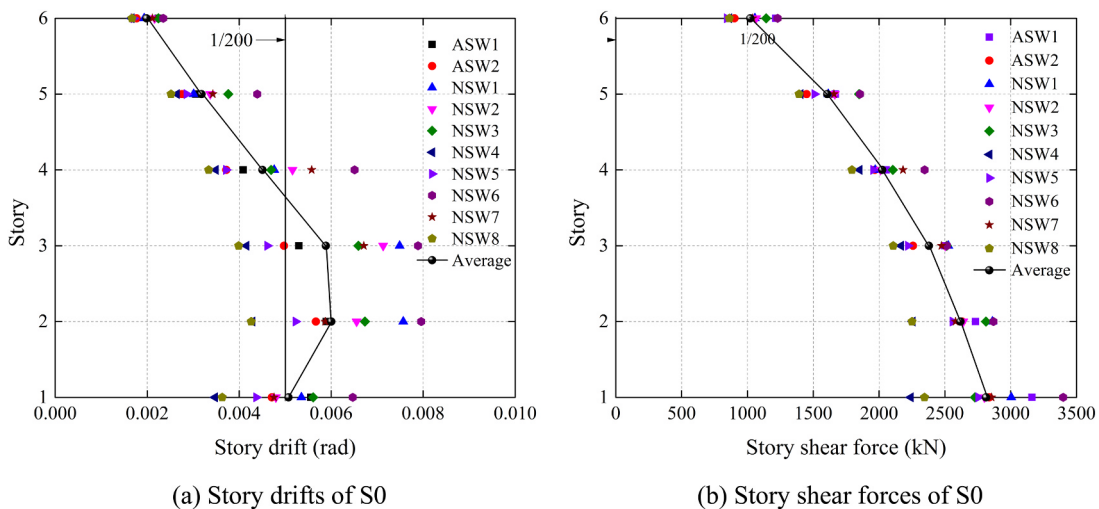 6
5
4
3
2
1
Story
1/200
ASW1
ASW2
NSW1
NSW2
NSW3
NSW4
NSW5
NSW6
NSW7
NSW8
Average
0.000 0.002 0.004 0.006 0.008 0.010
Story drift (rad)
(a) Story drifts of S0
6
5
4
3
2
1
Story
1/200
ASW1
ASW2
NSW1
NSW2
NSW3
NSW4
NSW5
NSW6
NSW7
NSW8
Average
0 500 1000 1500 2000 2500 3000 3500
Story shear force (kN)
(b) Story shear forces of S0